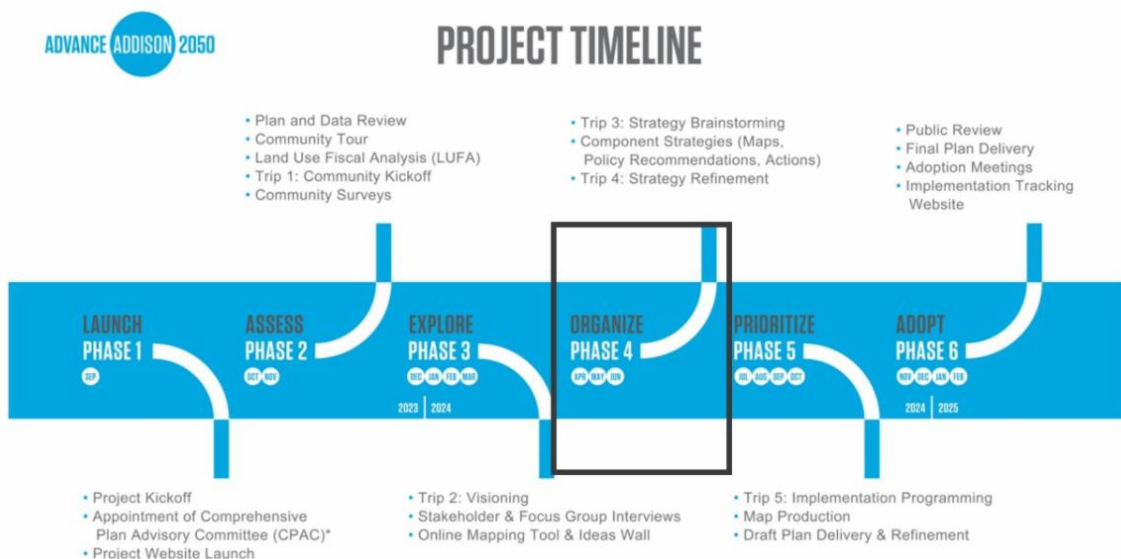 ADVANCE ADDISON 2050
PROJECT TIMELINE
• Plan and Data Review
• Community Tour
• Land Use Fiscal Analysis (LUFA)
• Trip 1: Community Kickoff
• Community Surveys
• Trip 3: Strategy Brainstorming
• Component Strategies (Maps,
Policy Recommendations, Actions)
• Trip 4: Strategy Refinement
• Public Review
• Final Plan Delivery
• Adoption Meetings
• Implementation Tracking
Website
LAUNCH
PHASE 1
SEP
ASSESS
PHASE 2
OCT NOV
EXPLORE
PHASE 3
DEC JAN FEB MAR
2023 | 2024
ORGANIZE
PHASE 4
APR MAY JUN
PRIORITIZE
PHASE 5
JUL AUG SEP OCT
ADOPT
PHASE 6
NOV DEC JAN FEB
2024 | 2025
• Project Kickoff
• Appointment of Comprehensive
Plan Advisory Committee (CPAC)*
• Project Website Launch
• Trip 2: Visioning
• Stakeholder & Focus Group Interviews
• Online Mapping Tool & Ideas Wall
• Trip 5: Implementation Programming
• Map Production
• Draft Plan Delivery & Refinement